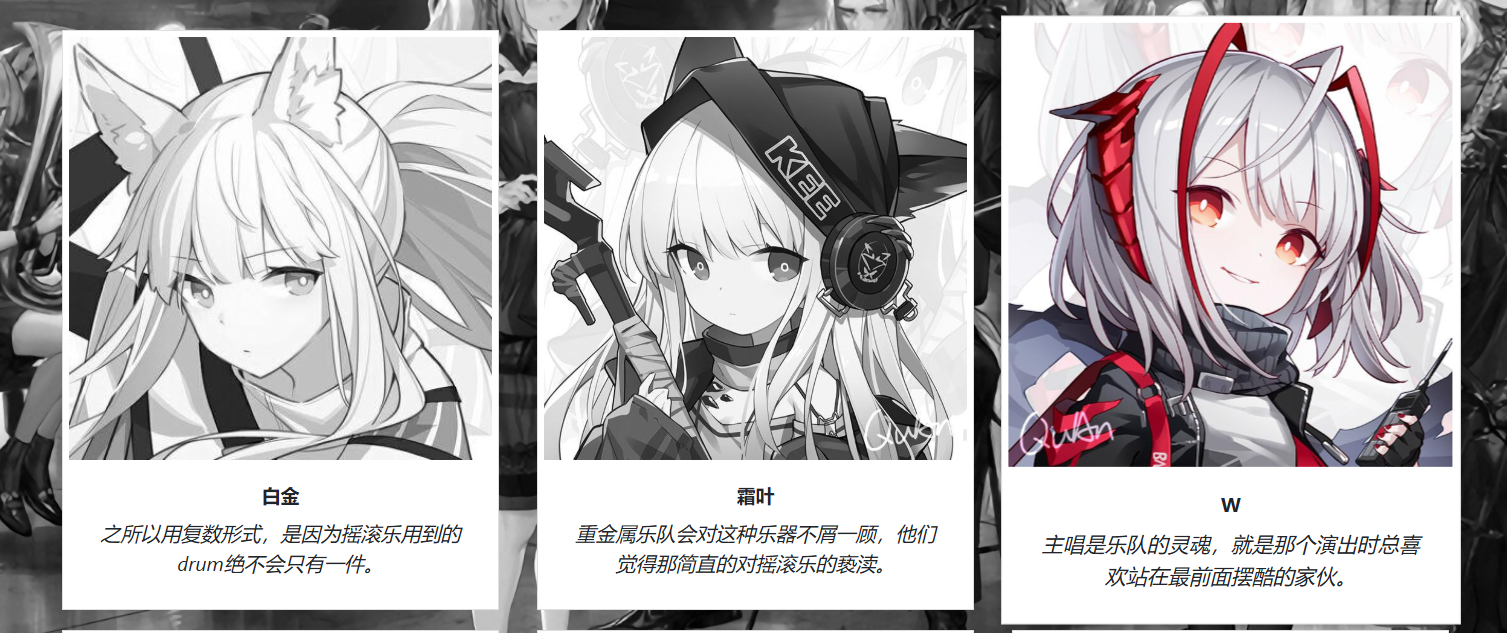 KEE
Quan
Quan
白金
之所以用复数形式，是因为摇滚乐用到的
drum绝不会只有一件。
霜叶
重金属乐队会对这种乐器不屑一顾，他们
觉得那简直的对摇滚乐的亵渎。
W
主唱是乐队的灵魂，就是那个演出时总喜
欢站在最前面摆酷的家伙。